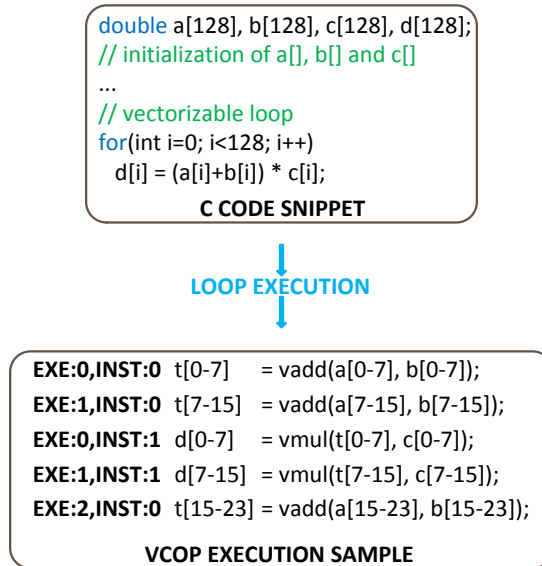 double a[128], b[128], c[128], d[128];
// initialization of a[], b[] and c[]
...
// vectorizable loop
for(int i=0; i<128; i++)
d[i] = (a[i]+b[i]) * c[i];
C CODE SNIPPET
LOOP EXECUTION
EXE:0,INST:0 t[0-7] = vadd(a[0-7], b[0-7]);
EXE:1,INST:0 t[7-15] = vadd(a[7-15], b[7-15]);
EXE:0,INST:1 d[0-7] = vmul(t[0-7], c[0-7]);
EXE:1,INST:1 d[7-15] = vmul(t[7-15], c[7-15]);
EXE:2,INST:0 t[15-23] = vadd(a[15-23], b[15-23]);
VCOP EXECUTION SAMPLE